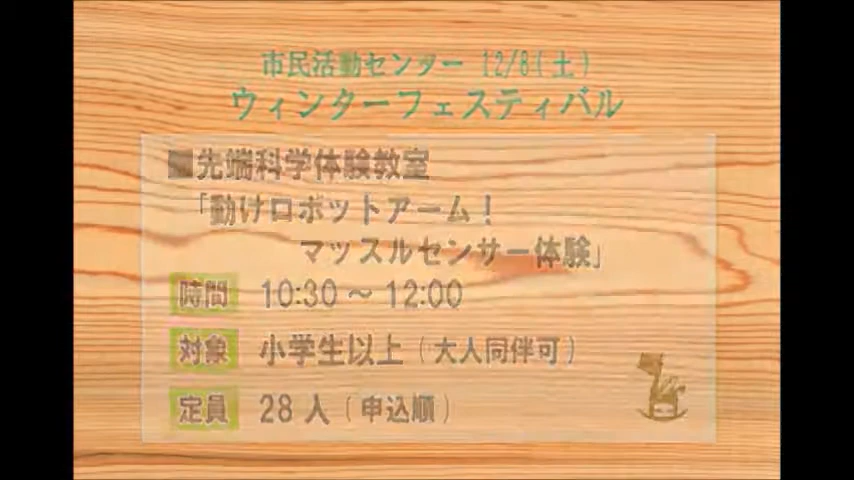 市民活動センター 12/8(土)
ウィンターフェスティバル
■先端科学体験教室
「動けロボットアーム！
マッスルセンサー体験」
時間 10:30～12:00
対象 小学生以上(大人同伴可)
定員 28人(申込順)